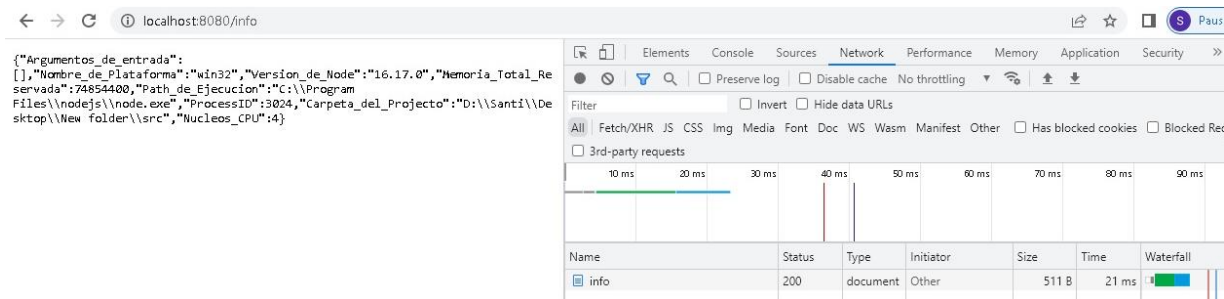 localhost:8080/info
S Paus
{"Argumentos_de_entrada":
[],"Nombre_de_Plataforma":"win32","Version_de_Node":"16.17.0","Memoria_Total_Re
servada":74854400,"Path_de_Ejecucion":"C:\\Program
Files\\nodejs\\node.exe","ProcessID":3024,"Carpeta_del_Projecto":"D:\\Santi\\De
sktop\\New folder\\src","Nucleos_CPU":4}
Elements Console Sources Network Performance Memory Application Security »
Preserve log Disable cache No throttling
Filter Invert Hide data URLs
All Fetch/XHR JS CSS Img Media Font Doc WS Wasm Manifest Other Has blocked cookies Blocked Rec
3rd-party requests
10 ms 20 ms 30 ms 40 ms 50 ms 60 ms 70 ms 80 ms 90 ms
Name Status Type Initiator Size Time Waterfall
info 200 document Other 511 B 21 ms